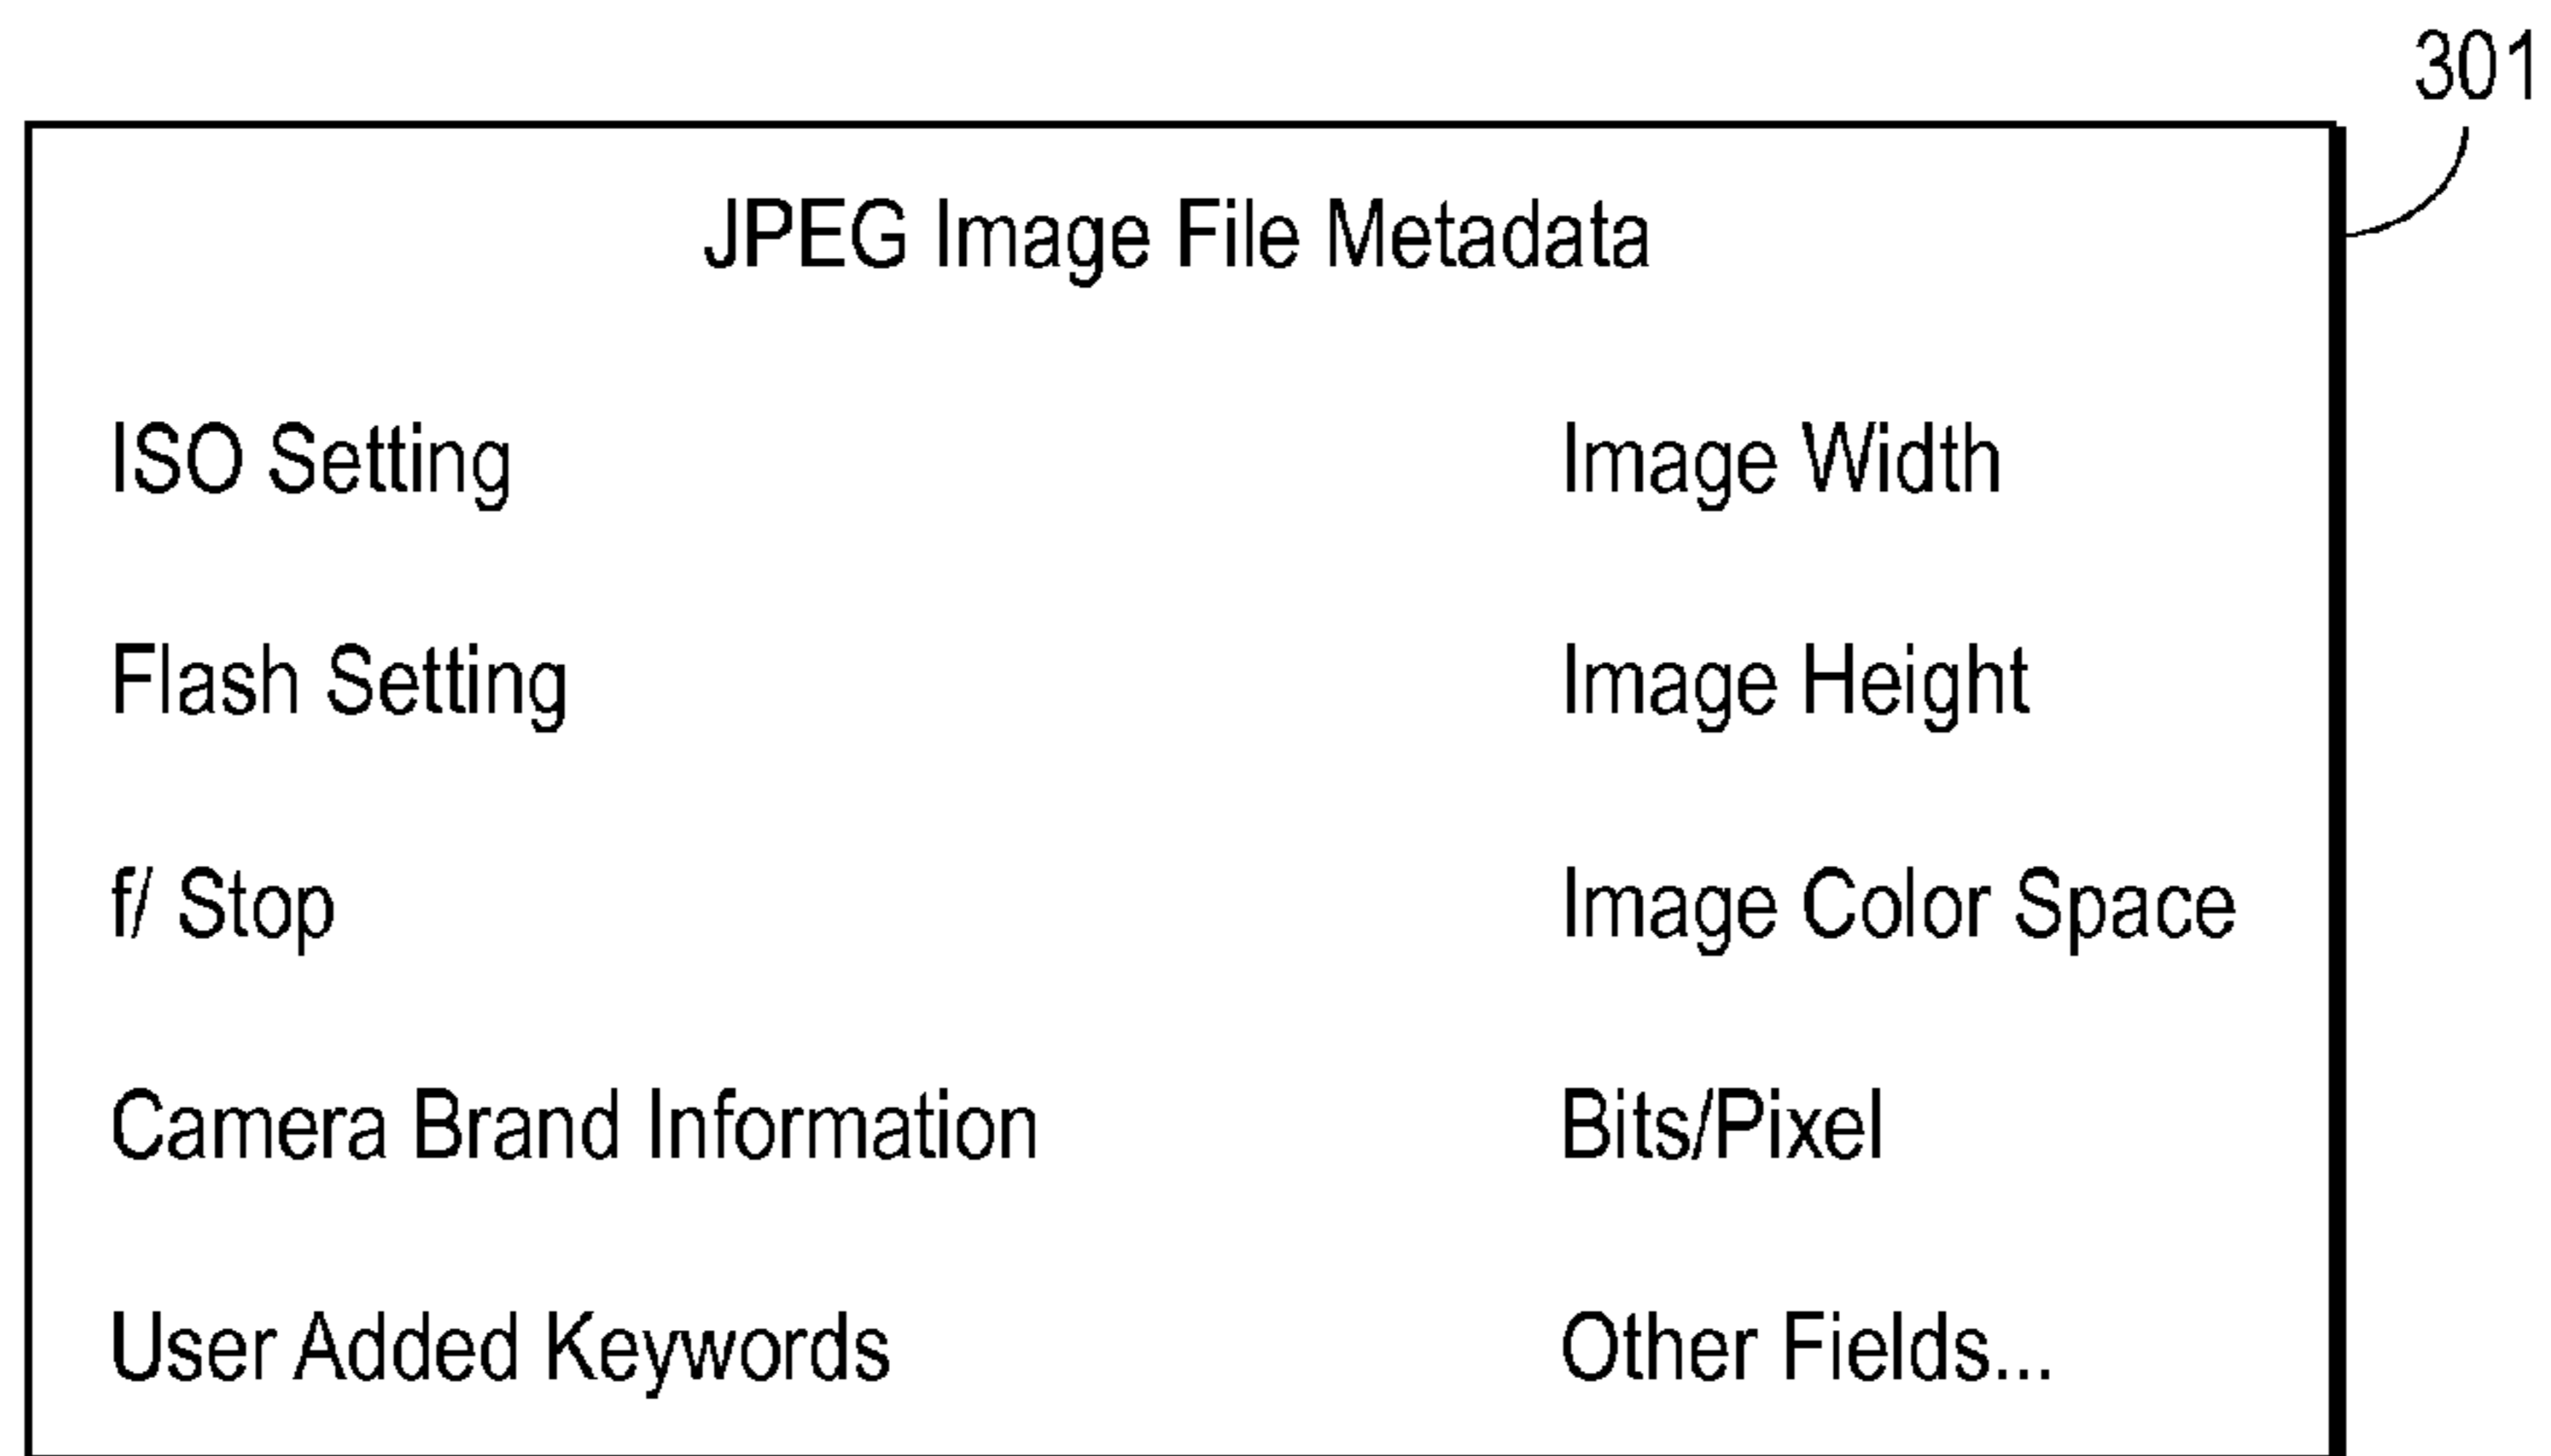 301
JPEG Image File Metadata
ISO Setting
Image Width
Flash Setting
Image Height
f/ Stop
Image Color Space
Camera Brand Information
Bits/Pixel
User Added Keywords
Other Fields...